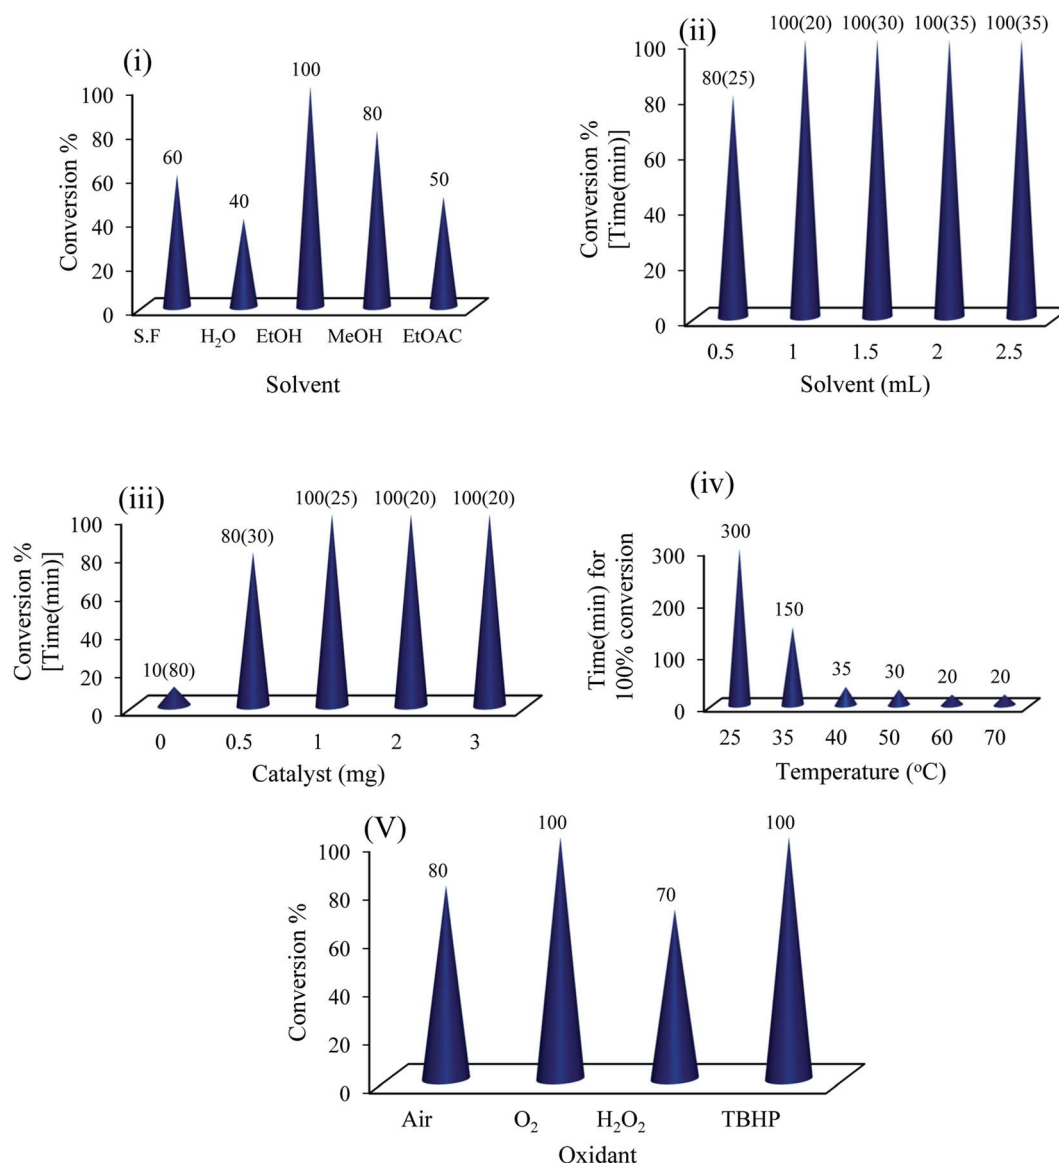 (i)
Conversion %
100
80
60
40
20
0
60
40
100
80
50
S.F H₂O EtOH MeOH EtOAC
Solvent
(ii)
Conversion %
[Time(min)]
100
80
60
40
20
0
80(25)
100(20) 100(30) 100(35) 100(35)
0.5 1 1.5 2 2.5
Solvent (mL)
(iii)
Conversion %
[Time(min)]
100
80
60
40
20
0
10(80)
80(30)
100(25) 100(20) 100(20)
0 0.5 1 2 3
Catalyst (mg)
(iv)
Time(min) for
100% conversion
300
200
100
0
300
150
35 30 20 20
25 35 40 50 60 70
Temperature (°C)
(V)
Conversion %
100
80
60
40
20
0
80
100
70
100
Air O₂ H₂O₂ TBHP
Oxidant